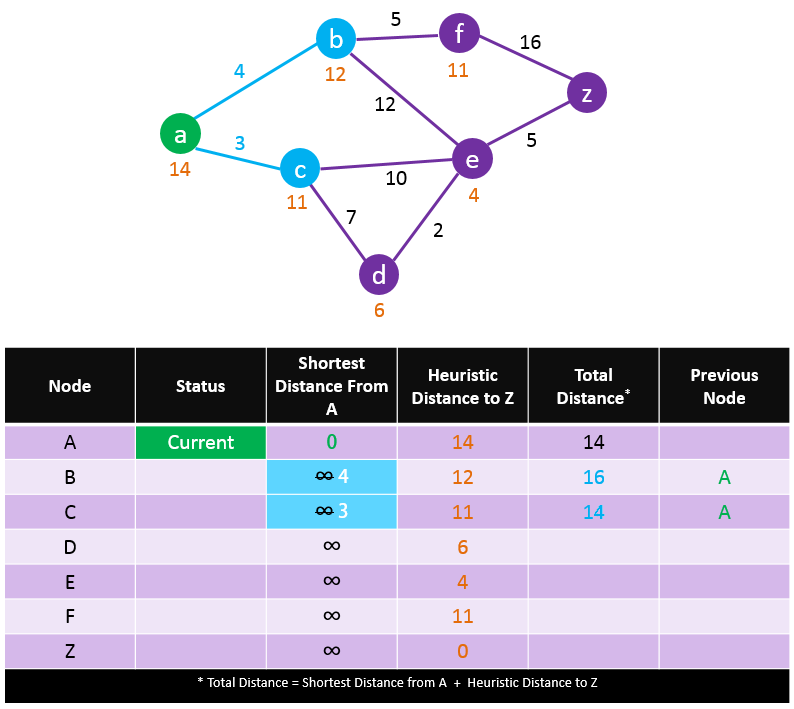 5
b
f
16
12
11
4
z
12
a
3
5
c
e
14
10
11
4
7
2
d
6
Node Status Shortest Distance From A Heuristic Distance to Z Total Distance* Previous Node
A Current 0 14 14
B ∞ 4 12 16 A
C ∞ 3 11 14 A
D ∞ 6
E ∞ 4
F ∞ 11
Z ∞ 0
* Total Distance = Shortest Distance from A + Heuristic Distance to Z